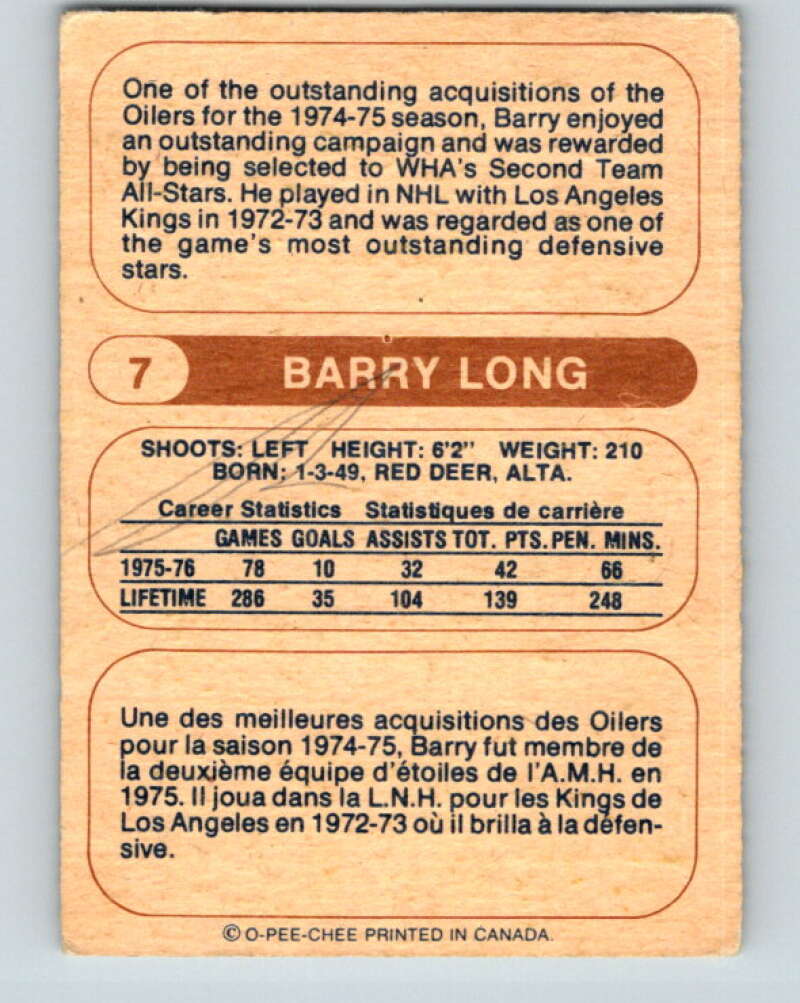 One of the outstanding acquisitions of the
Oilers for the 1974-75 season, Barry enjoyed
an outstanding campaign and was rewarded
by being selected to WHA's Second Team
All-Stars. He played in NHL with Los Angeles
Kings in 1972-73 and was regarded as one of
the game's most outstanding defensive
stars.
7 BARRY LONG
SHOOTS: LEFT HEIGHT: 6'2" WEIGHT: 210
BORN: 1-3-49, RED DEER, ALTA.
Career Statistics Statistiques de carrière
GAMES GOALS ASSISTS TOT. PTS. PEN. MINS.
1975-76 78 10 32 42 66
LIFETIME 286 35 104 139 248
Une des meilleures acquisitions des Oilers
pour la saison 1974-75, Barry fut membre de
la deuxième équipe d'étoiles de l'A.M.H. en
1975. Il joua dans la L.N.H. pour les Kings de
Los Angeles en 1972-73 où il brilla à la défen-
sive.
© O-PEE-CHEE PRINTED IN CANADA.